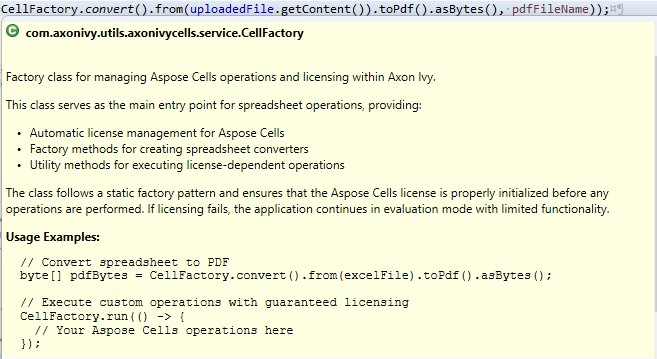 CellFactory.convert().from(uploadedFile.getContent()).toPdf().asBytes(), pdfFileName));¤¶
C com.axonivy.utils.axonivycells.service.CellFactory
Factory class for managing Aspose Cells operations and licensing within Axon Ivy.
This class serves as the main entry point for spreadsheet operations, providing:
• Automatic license management for Aspose Cells
• Factory methods for creating spreadsheet converters
• Utility methods for executing license-dependent operations
The class follows a static factory pattern and ensures that the Aspose Cells license is properly initialized before any
operations are performed. If licensing fails, the application continues in evaluation mode with limited functionality.
Usage Examples:
// Convert spreadsheet to PDF
byte[] pdfBytes = CellFactory.convert().from(excelFile).toPdf().asBytes();
// Execute custom operations with guaranteed licensing
CellFactory.run(() -> {
// Your Aspose Cells operations here
});